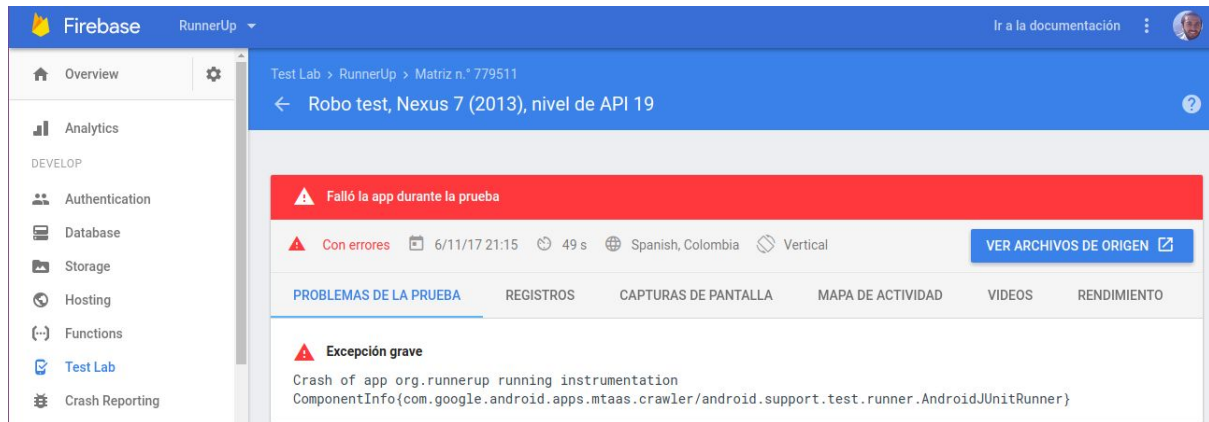 Firebase RunnerUp Ir a la documentación
Overview
Analytics
DEVELOP
Authentication
Database
Storage
Hosting
Functions
Test Lab
Crash Reporting
Test Lab > RunnerUp > Matriz n.° 779511
Robo test, Nexus 7 (2013), nivel de API 19
Falló la app durante la prueba
Con errores 6/11/17 21:15 49 s Spanish, Colombia Vertical VER ARCHIVOS DE ORIGEN
PROBLEMAS DE LA PRUEBA REGISTROS CAPTURAS DE PANTALLA MAPA DE ACTIVIDAD VIDEOS RENDIMIENTO
Excepción grave
Crash of app org.runnerup running instrumentation
ComponentInfo{com.google.android.apps.mtaas.crawler/android.support.test.runner.AndroidJUnitRunner}